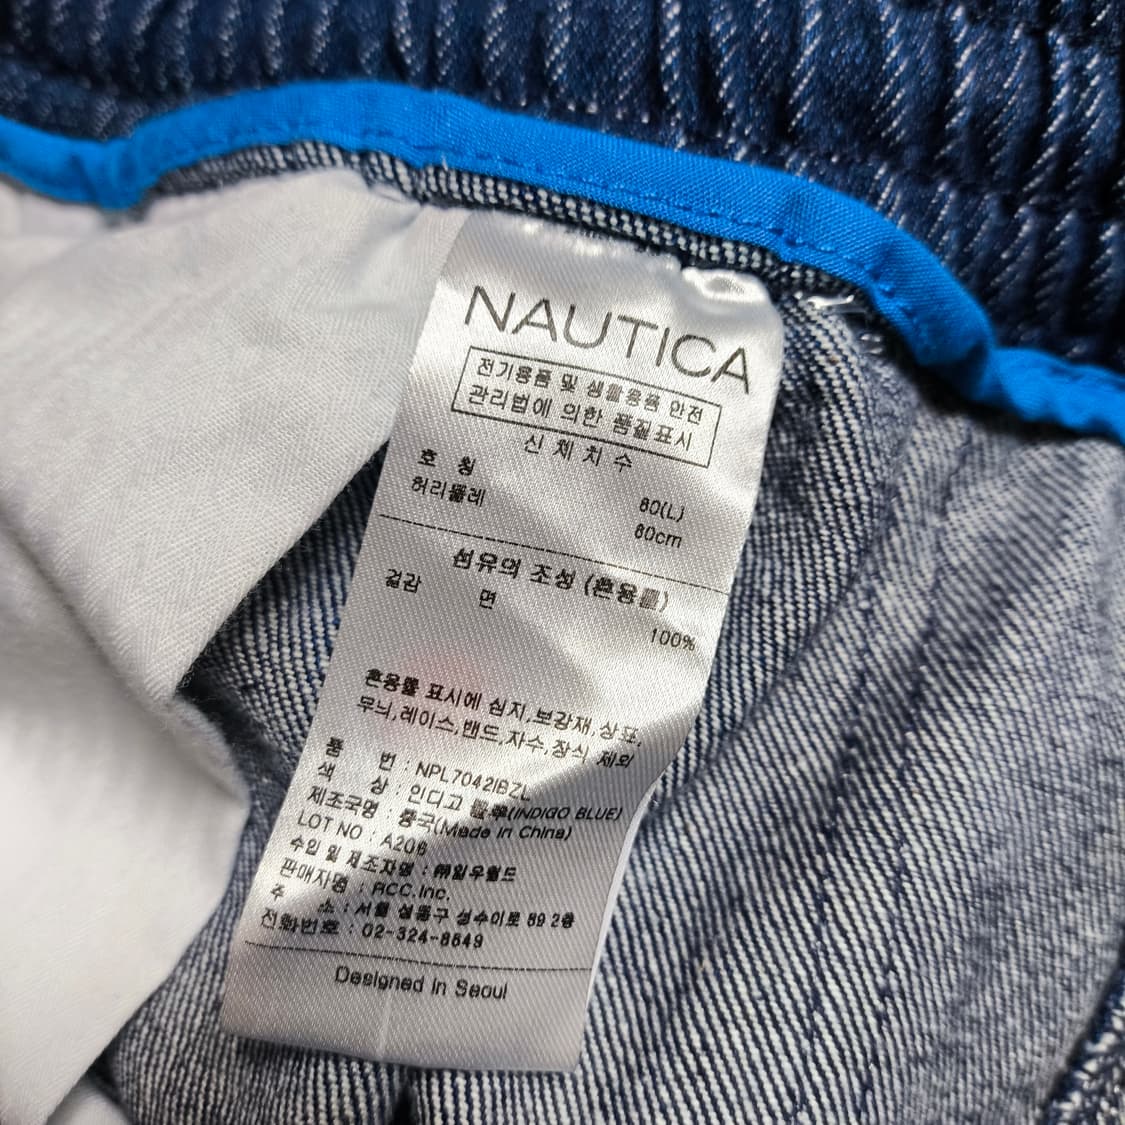 NAUTICA
전기용품 및 생활용품 안전
관리법에 의한 품질표시
신체치수
호 칭 80(L)
허리둘레 80cm
섬유의 조성 (혼용률)
겉감 면 100%
혼용률 표시에 심지,보강재,상표,
무늬,레이스,밴드,자수,장식 제외
품 번 : NPL7042IBZL
색 상 : 인디고 블루(INDIGO BLUE)
제조국명 : 중국(Made in China)
LOT NO : A206
수입 및 제조자명 : ㈜일우월드
판매자명 : RCC.Inc.
주 소 : 서울 성동구 성수이로 89 2층
전화번호 : 02-324-8649
Designed in Seoul